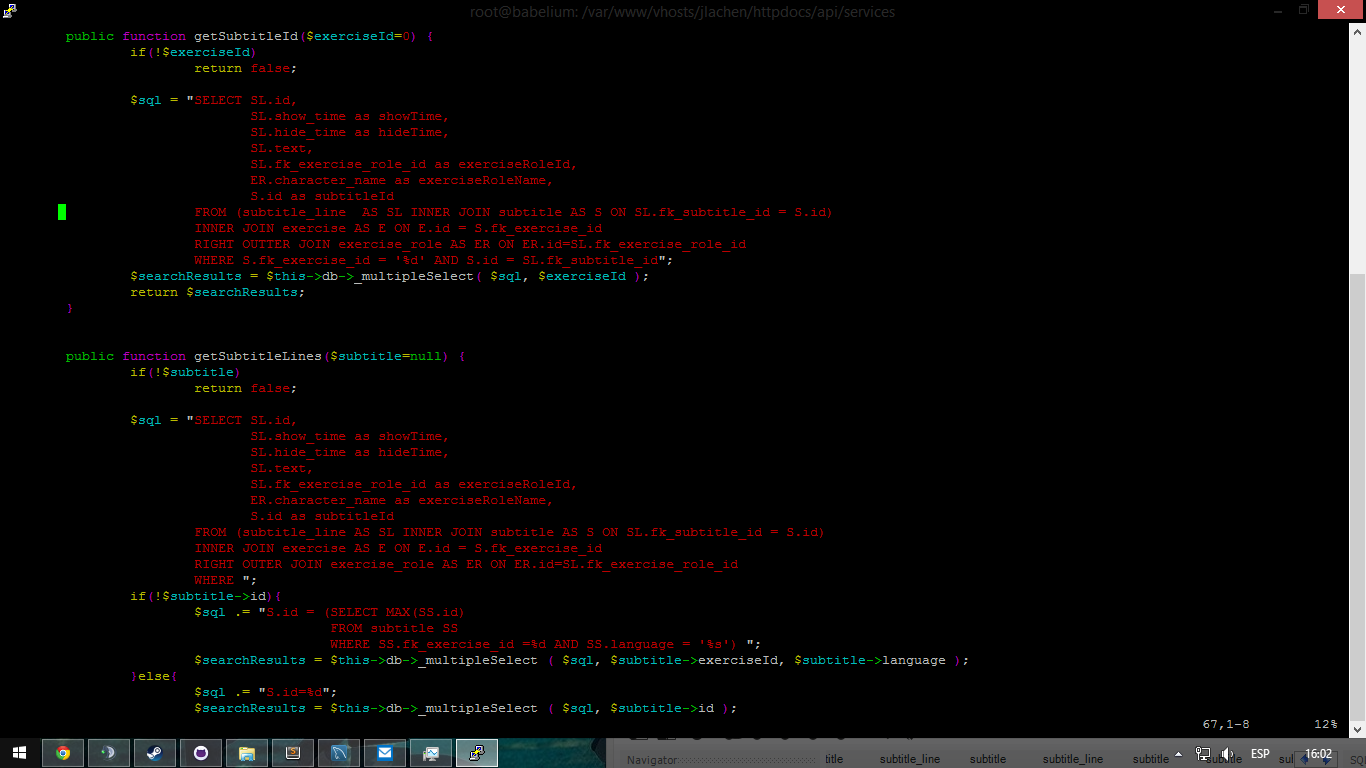 root@babelium: /var/www/vhosts/jlachen/httpdocs/api/services
public function getSubtitleId($exerciseId=0) {
if(!$exerciseId)
return false;
$sql = "SELECT SL.id,
SL.show_time as showTime,
SL.hide_time as hideTime,
SL.text,
SL.fk_exercise_role_id as exerciseRoleId,
ER.character_name as exerciseRoleName,
S.id as subtitleId
FROM (subtitle_line  AS SL INNER JOIN subtitle AS S ON SL.fk_subtitle_id = S.id)
INNER JOIN exercise AS E ON E.id = S.fk_exercise_id
RIGHT OUTTER JOIN exercise_role AS ER ON ER.id=SL.fk_exercise_role_id
WHERE S.fk_exercise_id = '%d' AND S.id = SL.fk_subtitle_id";
$searchResults = $this->db->_multipleSelect( $sql, $exerciseId );
return $searchResults;
}
public function getSubtitleLines($subtitle=null) {
if(!$subtitle)
return false;
$sql = "SELECT SL.id,
SL.show_time as showTime,
SL.hide_time as hideTime,
SL.text,
SL.fk_exercise_role_id as exerciseRoleId,
ER.character_name as exerciseRoleName,
S.id as subtitleId
FROM (subtitle_line AS SL INNER JOIN subtitle AS S ON SL.fk_subtitle_id = S.id)
INNER JOIN exercise AS E ON E.id = S.fk_exercise_id
RIGHT OUTER JOIN exercise_role AS ER ON ER.id=SL.fk_exercise_role_id
WHERE ";
if(!$subtitle->id){
$sql .= "S.id = (SELECT MAX(SS.id)
FROM subtitle SS
WHERE SS.fk_exercise_id =%d AND SS.language = '%s') ";
$searchResults = $this->db->_multipleSelect ( $sql, $subtitle->exerciseId, $subtitle->language );
}else{
$sql .= "S.id=%d";
$searchResults = $this->db->_multipleSelect ( $sql, $subtitle->id );
67,1-8 12%
Navigator title subtitle_line subtitle subtitle_line subtitle subtitle ESP 16:02